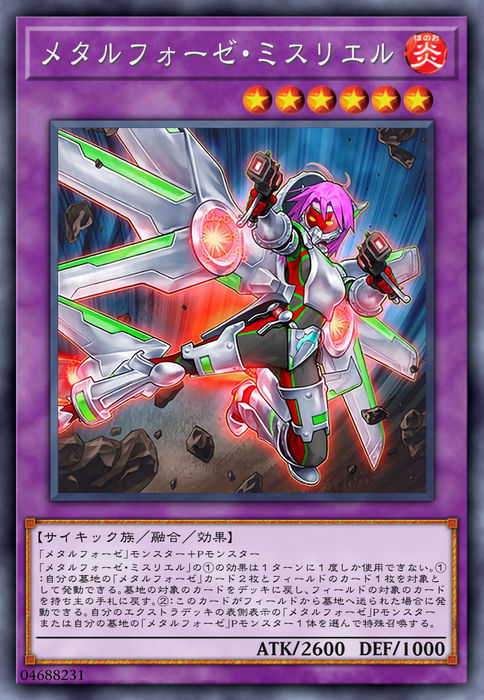 メタルフォーゼ・ミスリエル
ほのお
炎
【サイキック族／融合／効果】
「メタルフォーゼ」モンスター＋Pモンスター
「メタルフォーゼ・ミスリエル」の①の効果は１ターンに１度しか使用できない。①
：自分の墓地の「メタルフォーゼ」カード２枚とフィールドのカード１枚を対象と
して発動できる。墓地の対象のカードをデッキに戻し、フィールドの対象のカード
を持ち主の手札に戻す。②：このカードがフィールドから墓地へ送られた場合に発
動できる。自分のエクストラデッキの表側表示の「メタルフォーゼ」Pモンスター
または自分の墓地の「メタルフォーゼ」Pモンスター１体を選んで特殊召喚する。
ATK/2600 DEF/1000
04688231